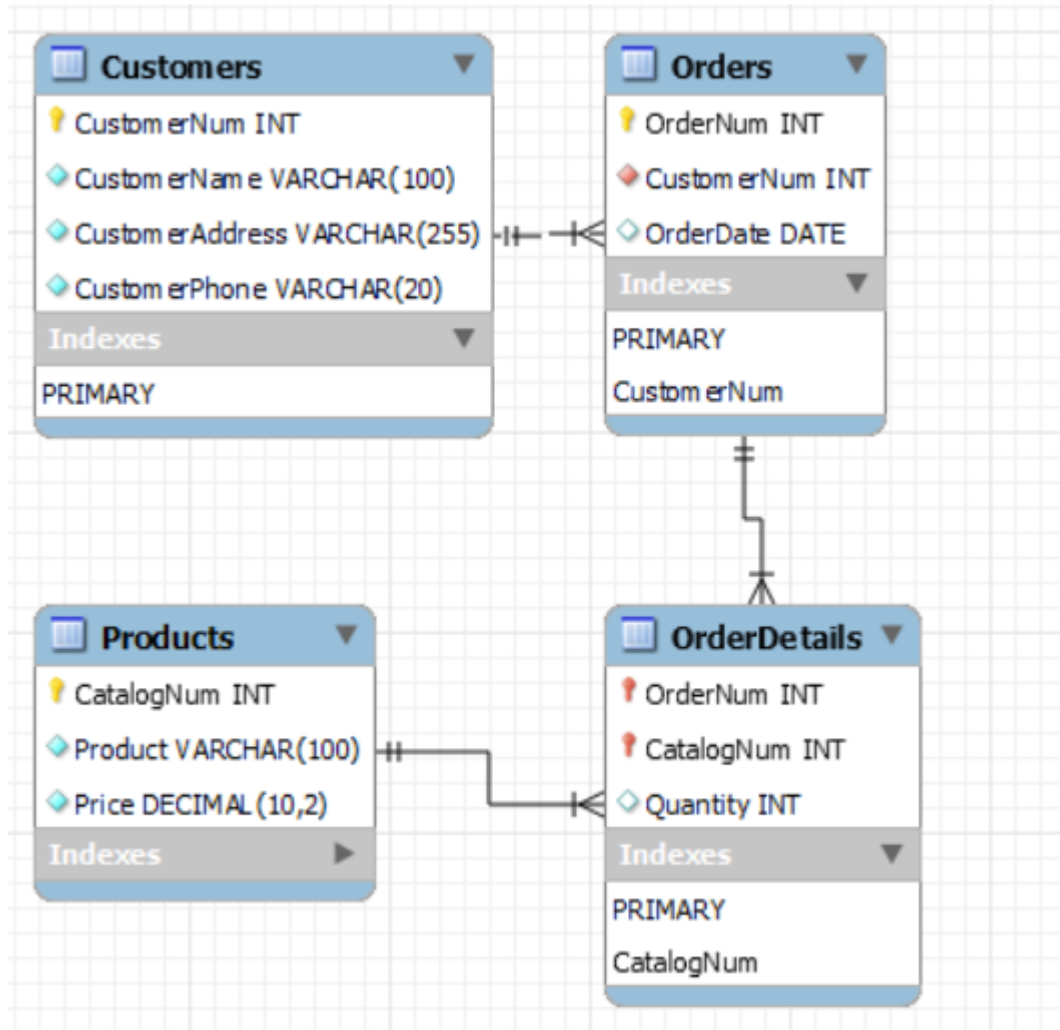 Customers
CustomerNum INT
CustomerName VARCHAR(100)
CustomerAddress VARCHAR(255)
CustomerPhone VARCHAR(20)
Indexes
PRIMARY
Orders
OrderNum INT
CustomerNum INT
OrderDate DATE
Indexes
PRIMARY
CustomerNum
Products
CatalogNum INT
Product VARCHAR(100)
Price DECIMAL(10,2)
Indexes
OrderDetails
OrderNum INT
CatalogNum INT
Quantity INT
Indexes
PRIMARY
CatalogNum